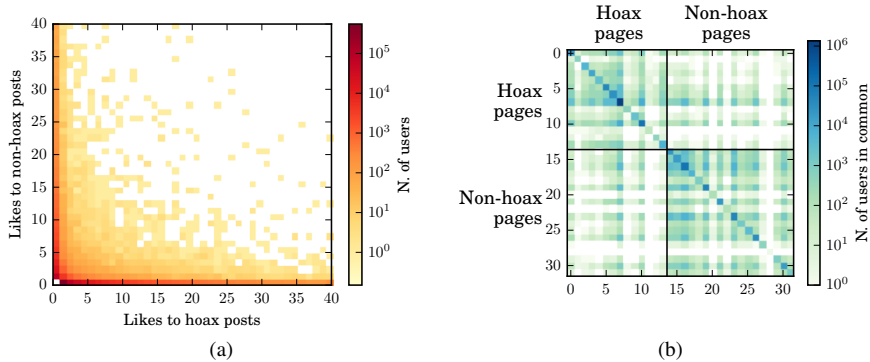 40
35
30
25
20
15
10
5
0
0 5 10 15 20 25 30 35 40
Likes to non-hoax posts
Likes to hoax posts
10^5
10^4
10^3
10^2
10^1
10^0
N. of users
(a)
Hoax
pages
Non-hoax
pages
Hoax
pages
Non-hoax
pages
0
5
10
15
20
25
30
0 5 10 15 20 25 30
10^6
10^5
10^4
10^3
10^2
10^1
10^0
N. of users in common
(b)